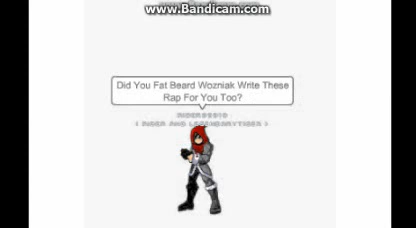 www.Bandicam.com
Did You Fat Beard Wozniak Write These
Rap For You Too?